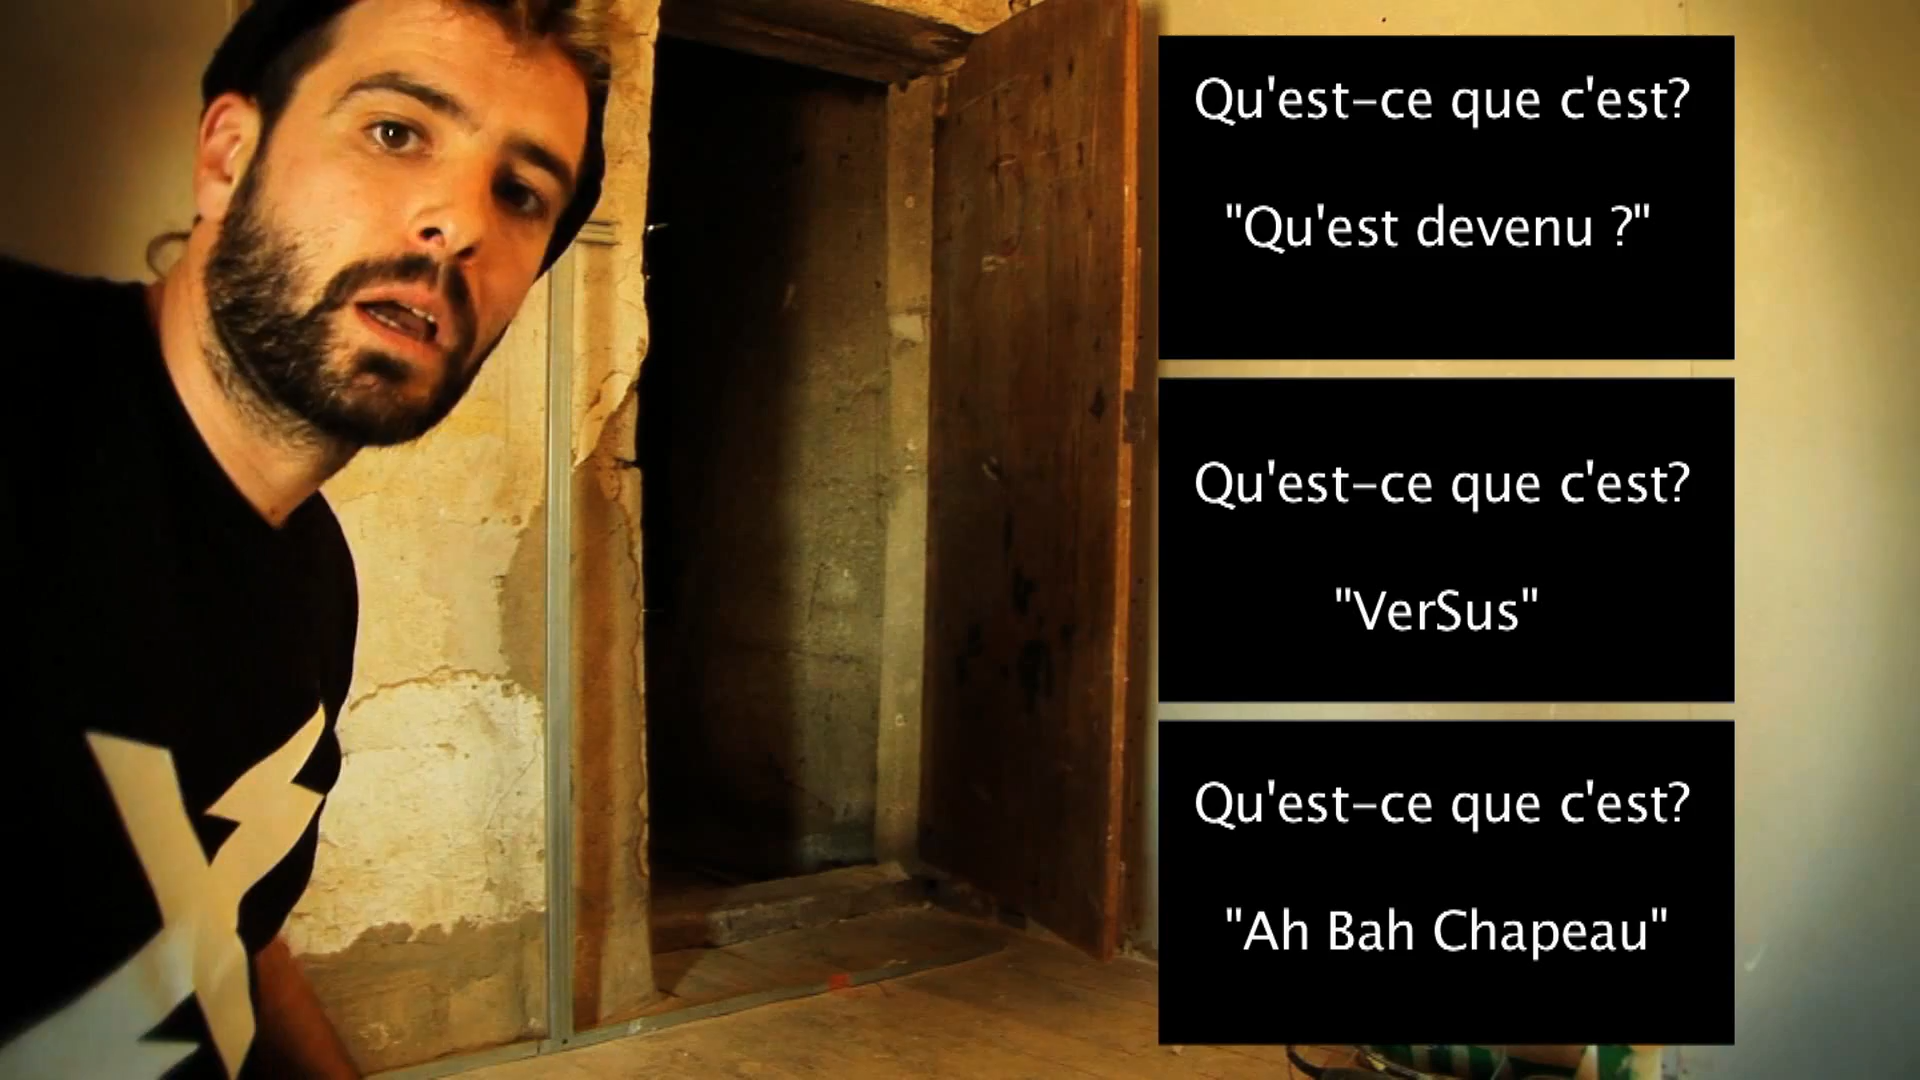 Qu'est-ce que c'est?
"Qu'est devenu ?"
Qu'est-ce que c'est?
"VerSus"
Qu'est-ce que c'est?
"Ah Bah Chapeau"